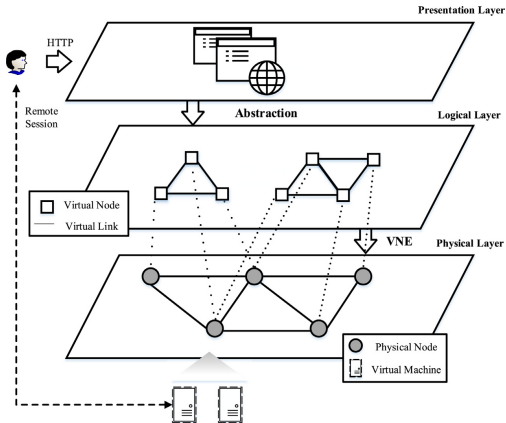 Presentation Layer
HTTP
Remote
Session
Abstraction
Logical Layer
Virtual Node
Virtual Link
VNE
Physical Layer
Physical Node
Virtual Machine